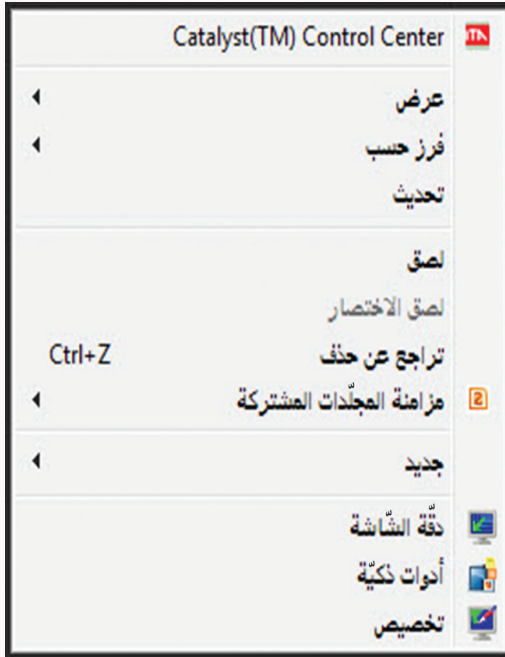 Catalyst(TM) Control Center
عرض
فرز حسب
تحديث
لصق
لصق الاختصار
تراجع عن حذف Ctrl+Z
مزامنة المجلّدات المشتركة
جديد
دقّة الشّاشة
أدوات ذكيّة
تخصيص